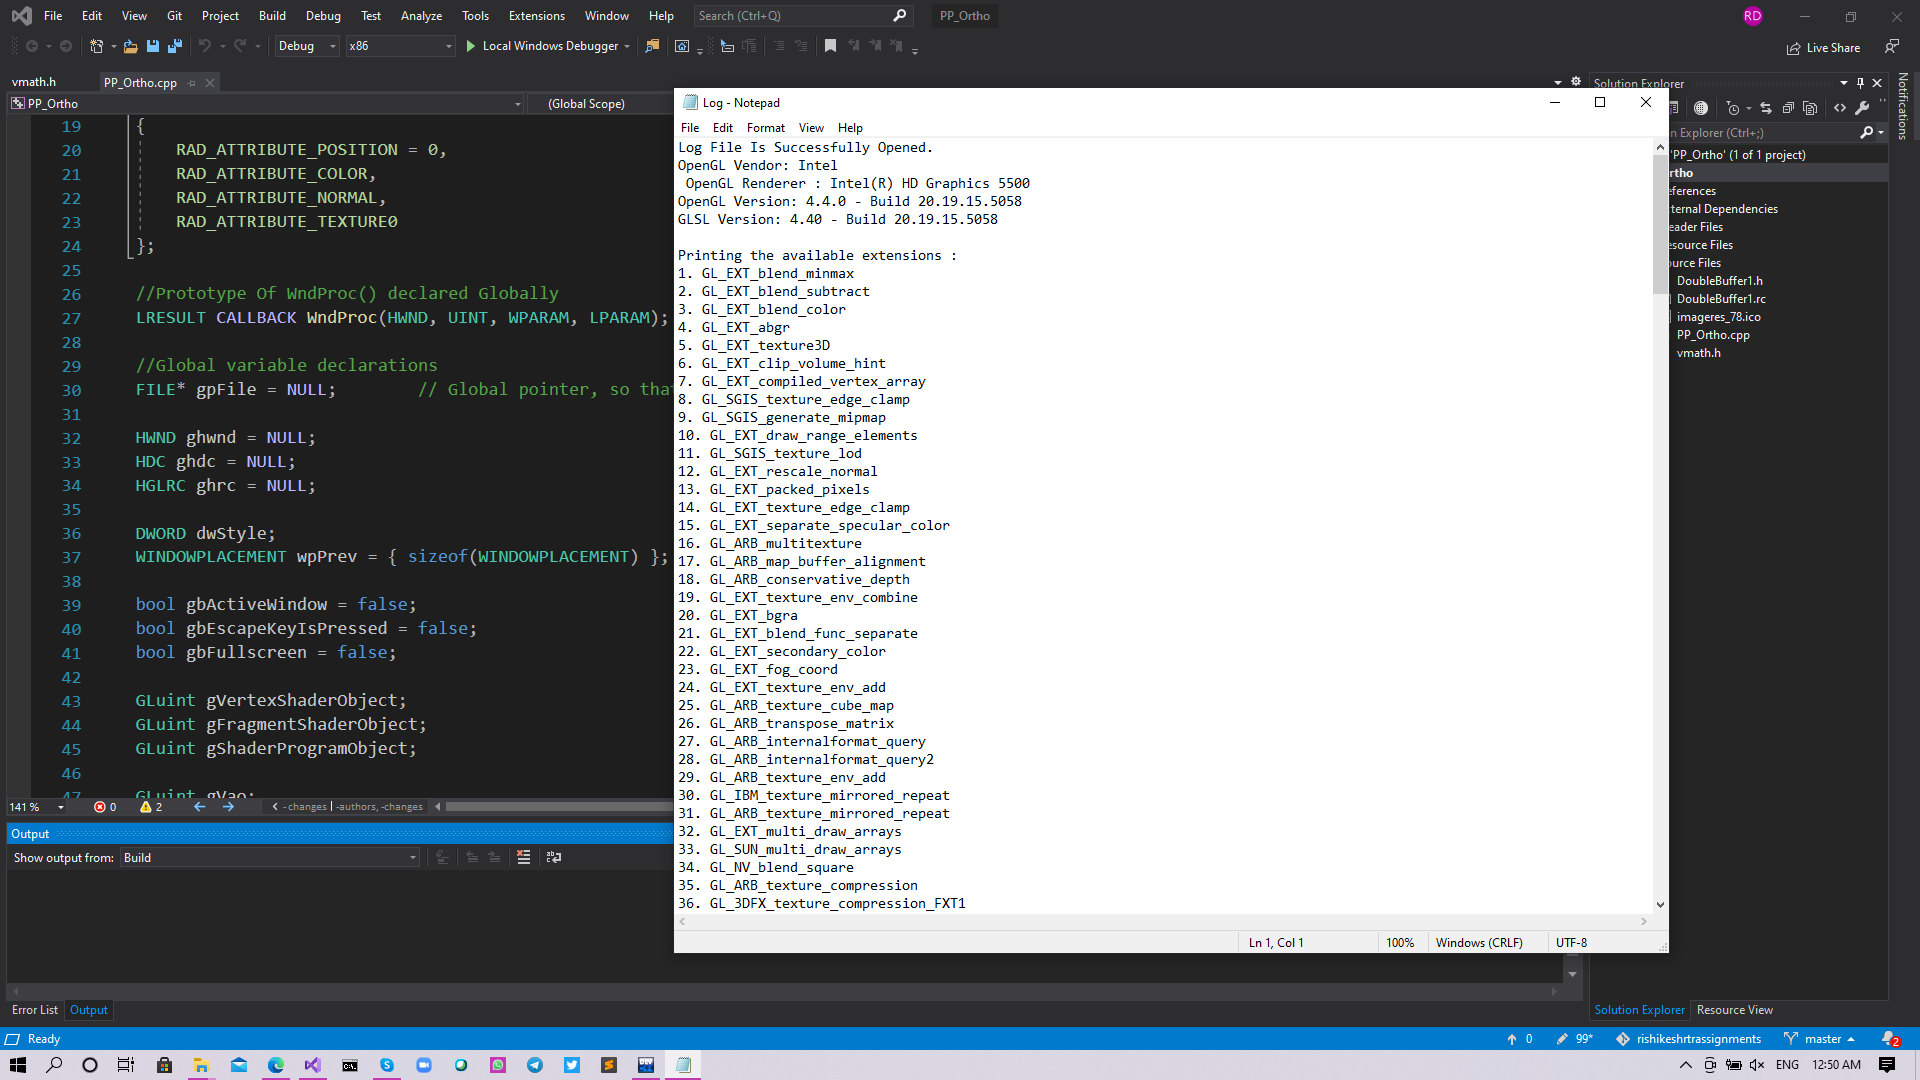 File Edit View Git Project Build Debug Test Analyze Tools Extensions Window Help Search (Ctrl+Q) PP_Ortho RD
Debug x86 Local Windows Debugger Live Share
vmath.h PP_Ortho.cpp
PP_Ortho (Global Scope)
19 {
20 RAD_ATTRIBUTE_POSITION = 0,
21 RAD_ATTRIBUTE_COLOR,
22 RAD_ATTRIBUTE_NORMAL,
23 RAD_ATTRIBUTE_TEXTURE0
24 };
25
26 //Prototype Of WndProc() declared Globally
27 LRESULT CALLBACK WndProc(HWND, UINT, WPARAM, LPARAM);
28
29 //Global variable declarations
30 FILE* gpFile = NULL; // Global pointer, so that
31
32 HWND ghwnd = NULL;
33 HDC ghdc = NULL;
34 HGLRC ghrc = NULL;
35
36 DWORD dwStyle;
37 WINDOWPLACEMENT wpPrev = { sizeof(WINDOWPLACEMENT) };
38
39 bool gbActiveWindow = false;
40 bool gbEscapeKeyIsPressed = false;
41 bool gbFullscreen = false;
42
43 GLuint gVertexShaderObject;
44 GLuint gFragmentShaderObject;
45 GLuint gShaderProgramObject;
46
47 GLuint gVao;
141 % 0 2 - changes | -authors, -changes
Output
Show output from: Build
Error List Output
Log - Notepad
File Edit Format View Help
Log File Is Successfully Opened.
OpenGL Vendor: Intel
OpenGL Renderer : Intel(R) HD Graphics 5500
OpenGL Version: 4.4.0 - Build 20.19.15.5058
GLSL Version: 4.40 - Build 20.19.15.5058
Printing the available extensions :
1. GL_EXT_blend_minmax
2. GL_EXT_blend_subtract
3. GL_EXT_blend_color
4. GL_EXT_abgr
5. GL_EXT_texture3D
6. GL_EXT_clip_volume_hint
7. GL_EXT_compiled_vertex_array
8. GL_SGIS_texture_edge_clamp
9. GL_SGIS_generate_mipmap
10. GL_EXT_draw_range_elements
11. GL_SGIS_texture_lod
12. GL_EXT_rescale_normal
13. GL_EXT_packed_pixels
14. GL_EXT_texture_edge_clamp
15. GL_EXT_separate_specular_color
16. GL_ARB_multitexture
17. GL_ARB_map_buffer_alignment
18. GL_ARB_conservative_depth
19. GL_EXT_texture_env_combine
20. GL_EXT_bgra
21. GL_EXT_blend_func_separate
22. GL_EXT_secondary_color
23. GL_EXT_fog_coord
24. GL_EXT_texture_env_add
25. GL_ARB_texture_cube_map
26. GL_ARB_transpose_matrix
27. GL_ARB_internalformat_query
28. GL_ARB_internalformat_query2
29. GL_ARB_texture_env_add
30. GL_IBM_texture_mirrored_repeat
31. GL_ARB_texture_mirrored_repeat
32. GL_EXT_multi_draw_arrays
33. GL_SUN_multi_draw_arrays
34. GL_NV_blend_square
35. GL_ARB_texture_compression
36. GL_3DFX_texture_compression_FXT1
Ln 1, Col 1 100% Windows (CRLF) UTF-8
Solution Explorer
n Explorer (Ctrl+;)
'PP_Ortho' (1 of 1 project)
rtho
eferences
ternal Dependencies
eader Files
esource Files
ource Files
DoubleBuffer1.h
DoubleBuffer1.rc
imageres_78.ico
PP_Ortho.cpp
vmath.h
Notifications
Solution Explorer Resource View
Ready 0 99* rishikeshrtrassignments master 2
ENG 12:50 AM